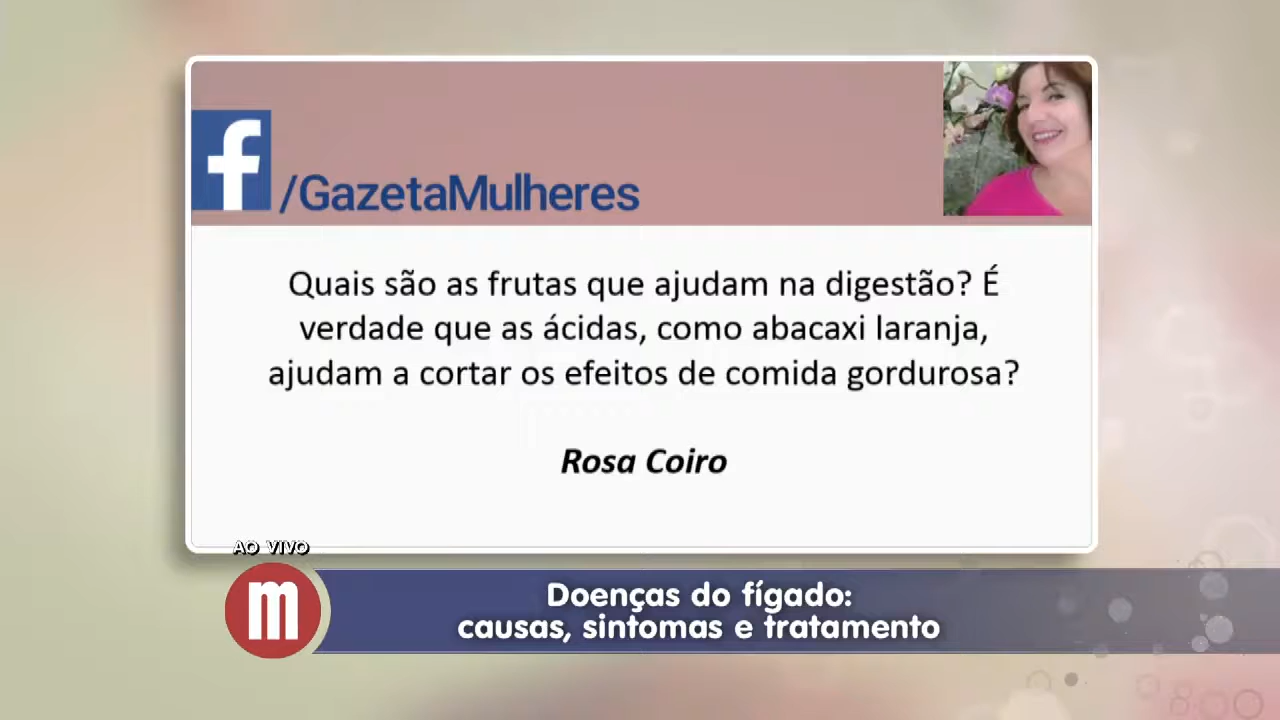 f /GazetaMulheres
Quais são as frutas que ajudam na digestão? É
verdade que as ácidas, como abacaxi laranja,
ajudam a cortar os efeitos de comida gordurosa?
Rosa Coiro
AO VIVO
m
Doenças do fígado:
causas, sintomas e tratamento